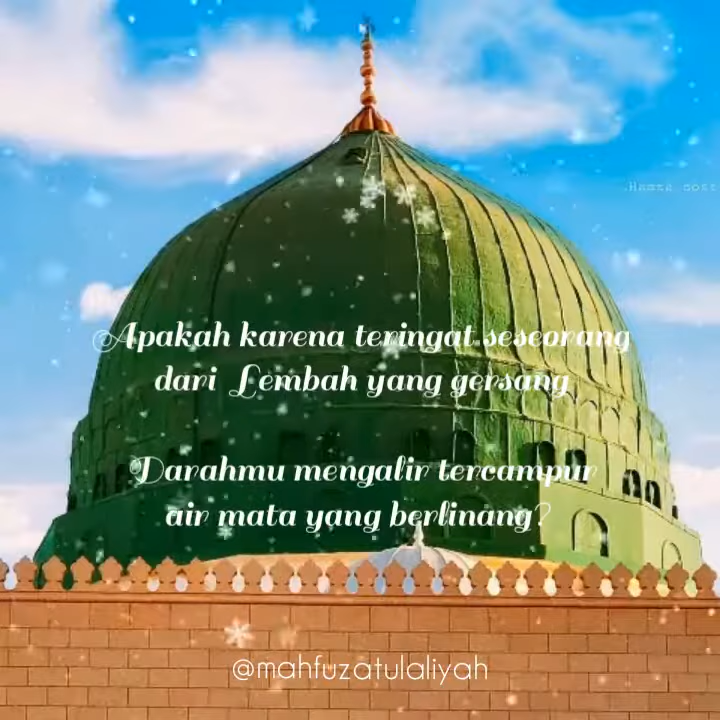 Apakah karena teringat seseorang
dari Lembah yang gersang
Darahmu mengalir tercampur
air mata yang berlinang?
@mahfuzatulaliyah